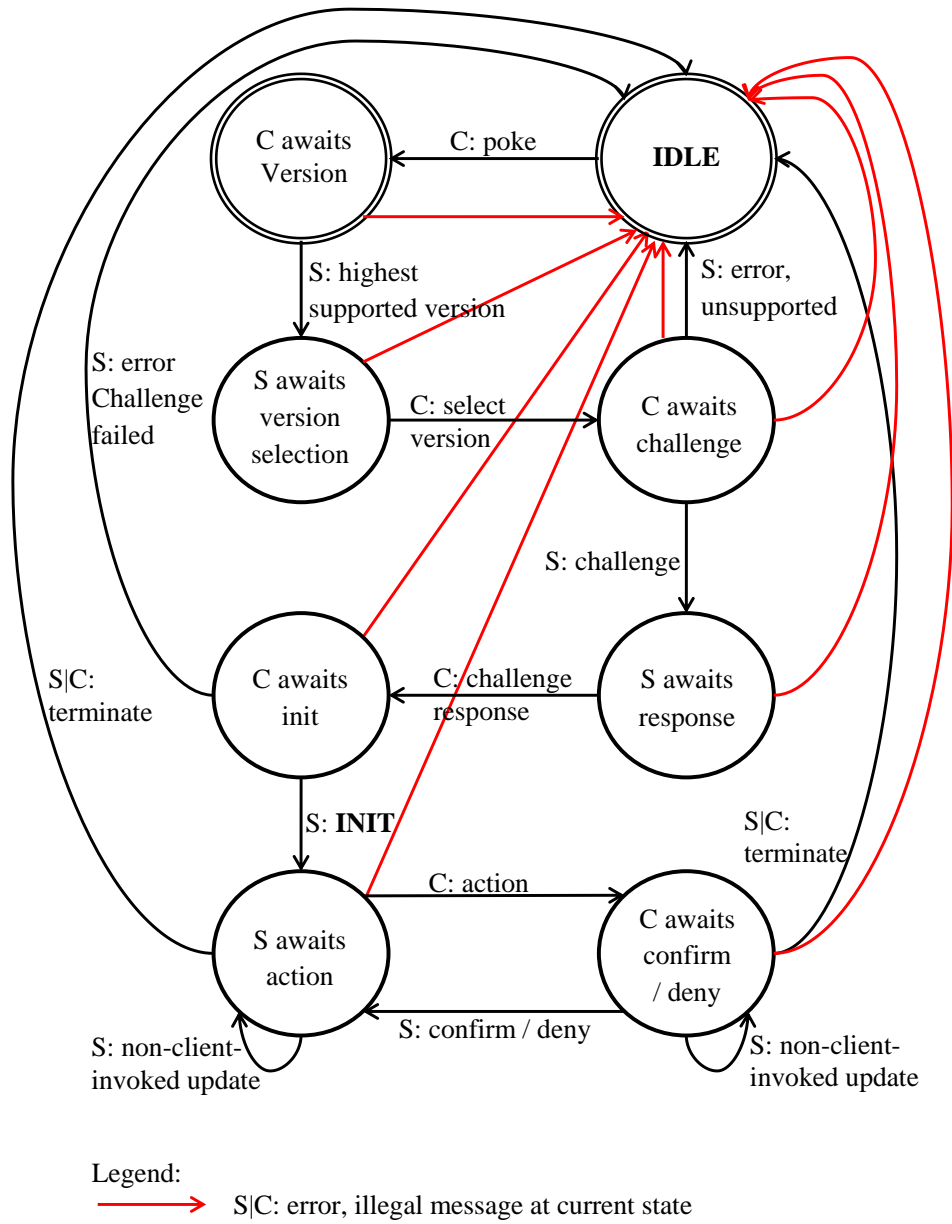 C awaits
Version
C: poke
IDLE
S: highest
supported version
S: error,
unsupported
S: error
Challenge
failed
S awaits
version
selection
C: select
version
C awaits
challenge
S: challenge
S|C:
terminate
C awaits
init
C: challenge
response
S awaits
response
S: INIT
S|C:
terminate
C: action
S awaits
action
C awaits
confirm
/ deny
S: confirm / deny
S: non-client-
invoked update
S: non-client-
invoked update
Legend:
S|C: error, illegal message at current state